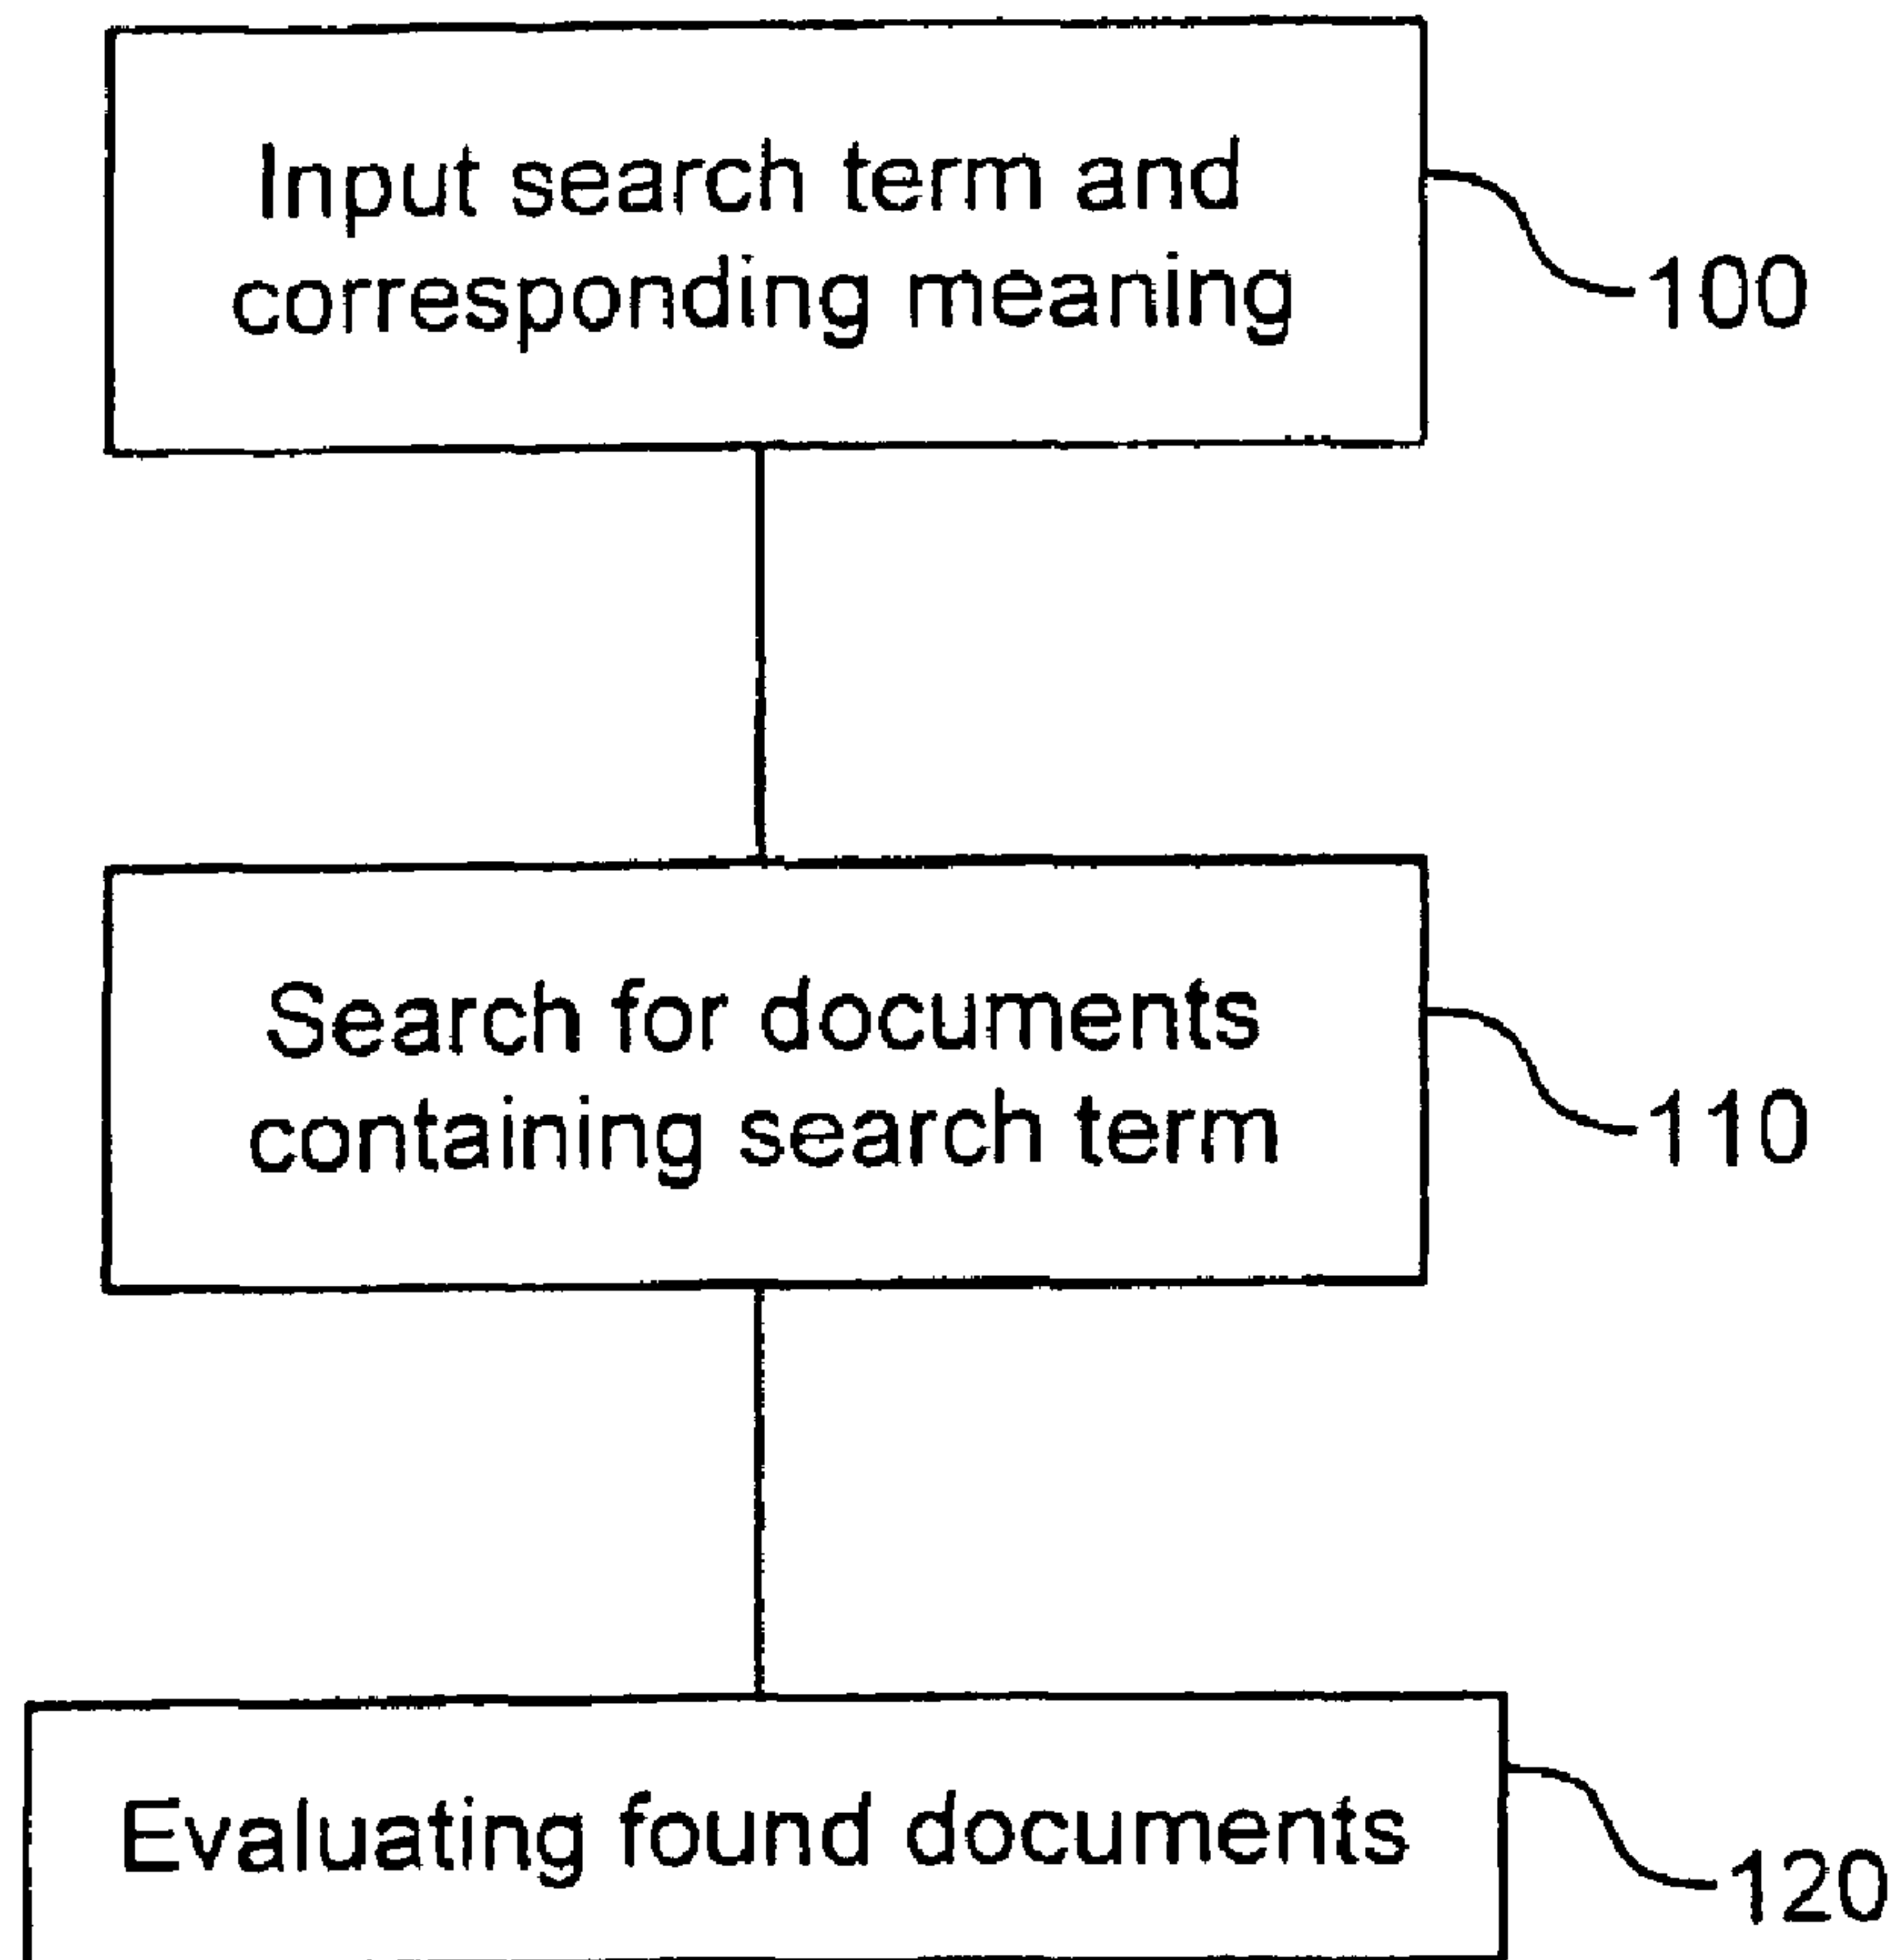 Input search term and
corresponding meaning
100
Search for documents
containing search term
110
Evaluating found documents
120